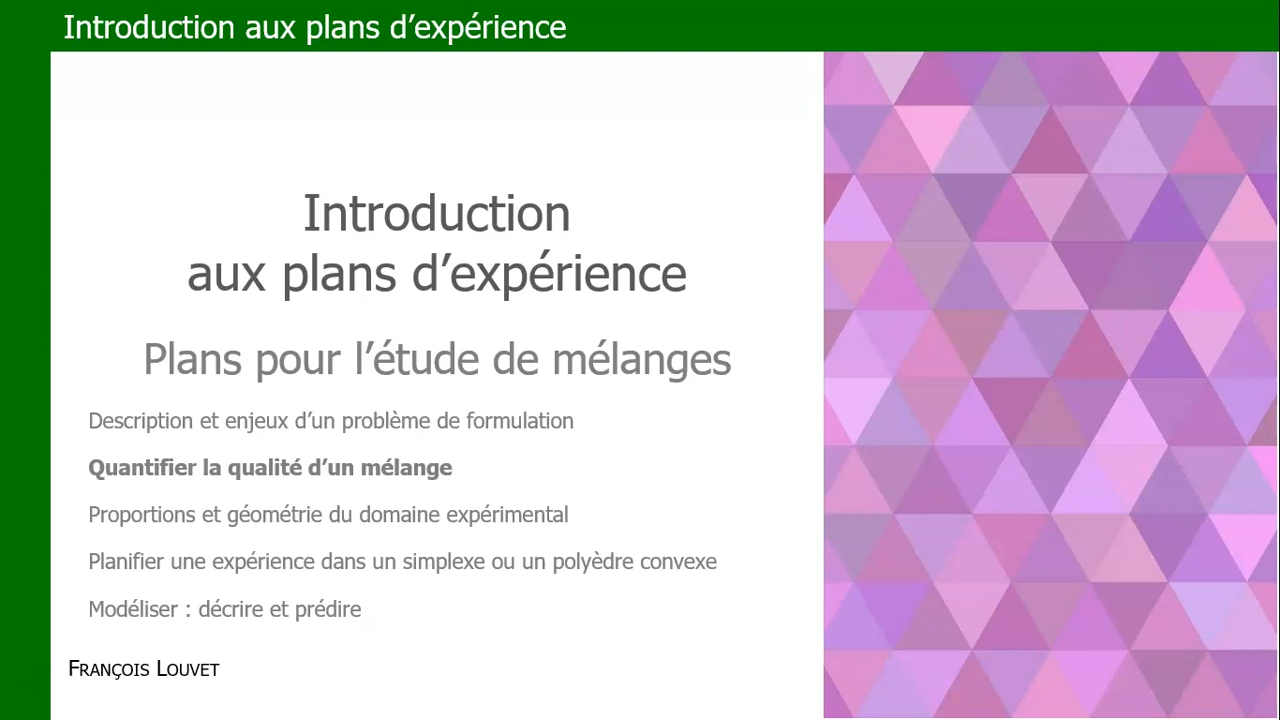 Introduction aux plans d’expérience
Introduction
aux plans d’expérience
Plans pour l’étude de mélanges
Description et enjeux d’un problème de formulation
Quantifier la qualité d’un mélange
Proportions et géométrie du domaine expérimental
Planifier une expérience dans un simplexe ou un polyèdre convexe
Modéliser : décrire et prédire
FRANÇOIS LOUVET